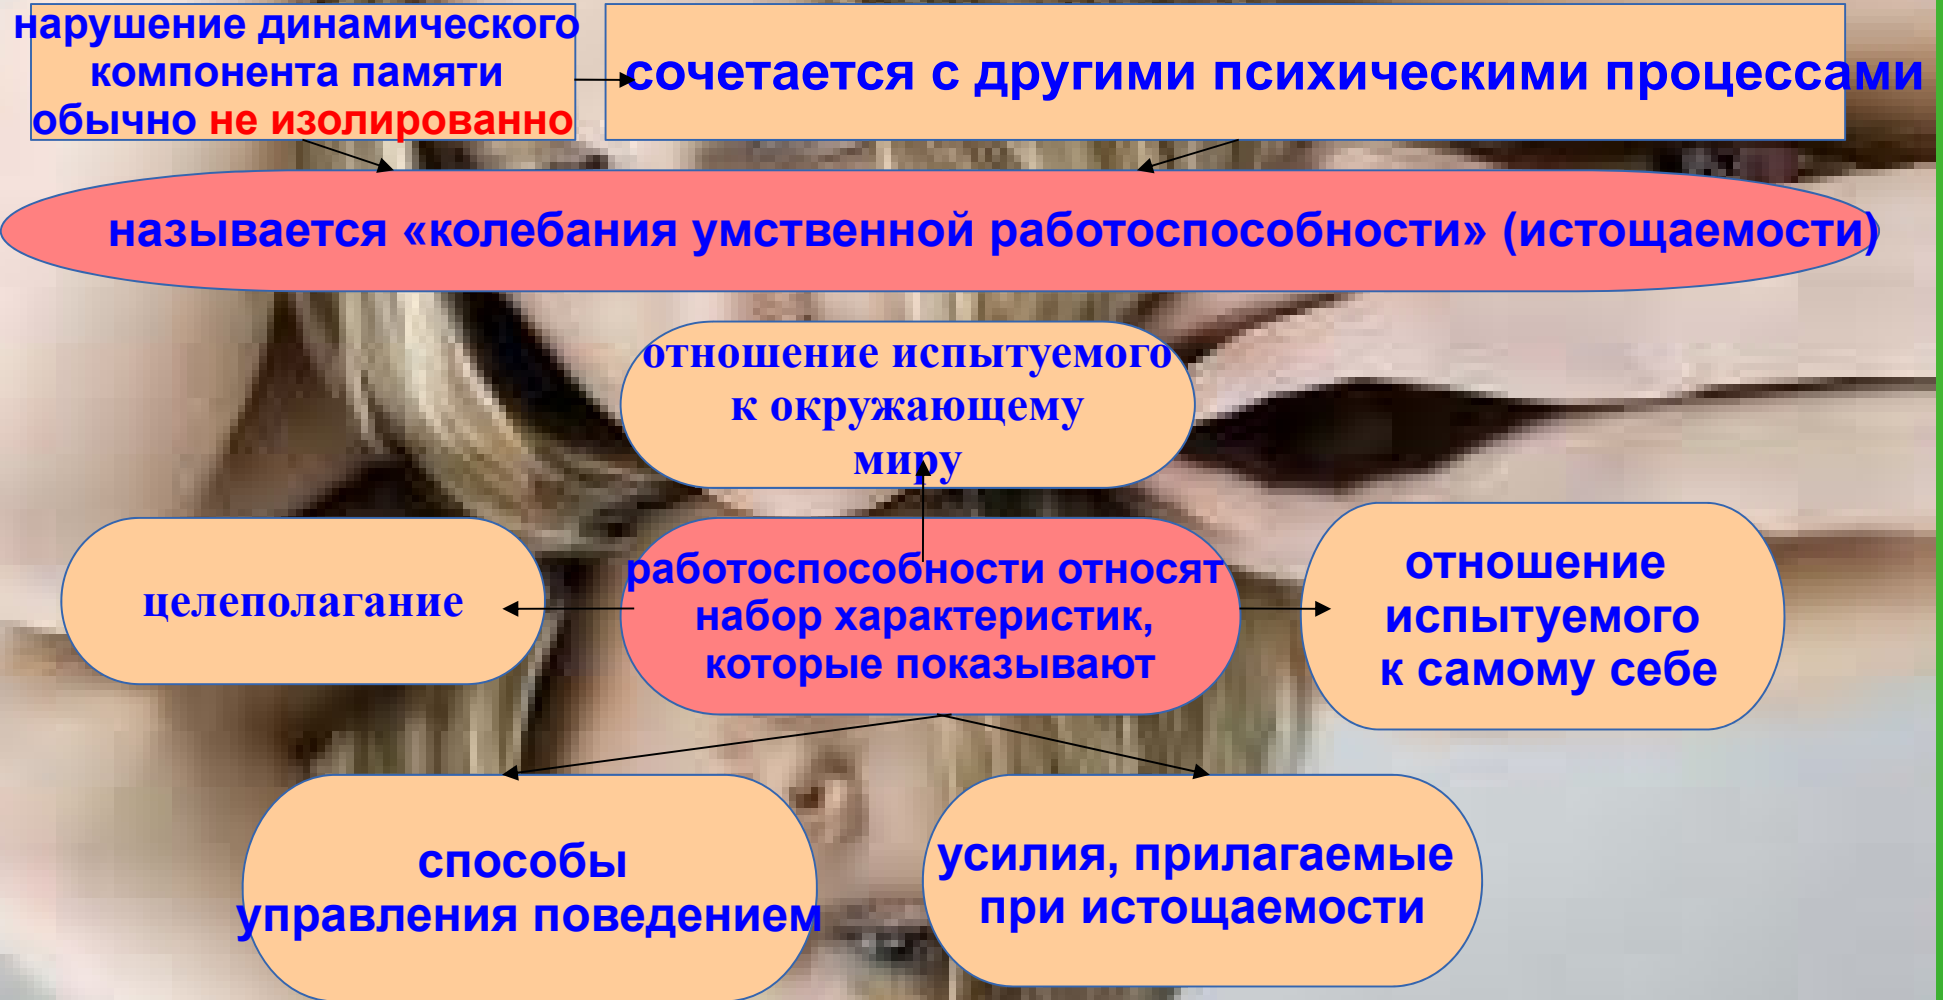 нарушение динамического
компонента памяти
обычно не изолированно
сочетается с другими психическими процессами
называется «колебания умственной работоспособности» (истощаемости)
отношение испытуемого
к окружающему
миру
целеполагание
работоспособности относят
набор характеристик,
которые показывают
отношение
испытуемого
к самому себе
способы
управления поведением
усилия, прилагаемые
при истощаемости